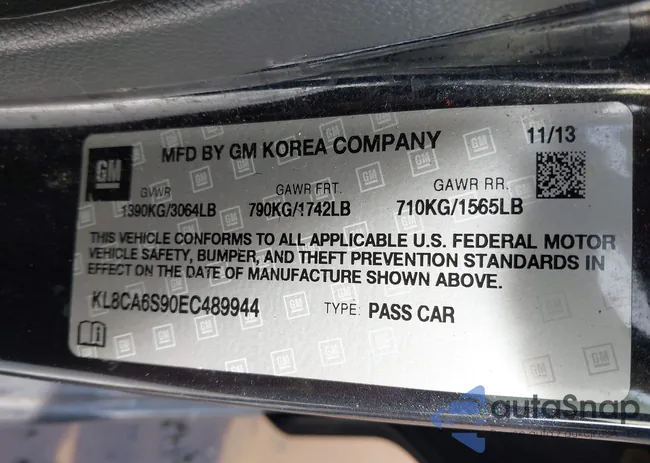 GM
MFD BY GM KOREA COMPANY
11/13
GVWR GAWR FRT. GAWR RR.
1390KG/3064LB 790KG/1742LB 710KG/1565LB
THIS VEHICLE CONFORMS TO ALL APPLICABLE U.S. FEDERAL MOTOR
VEHICLE SAFETY, BUMPER, AND THEFT PREVENTION STANDARDS IN
EFFECT ON THE DATE OF MANUFACTURE SHOWN ABOVE.
KL8CA6S90EC489944 TYPE: PASS CAR
autoSnap